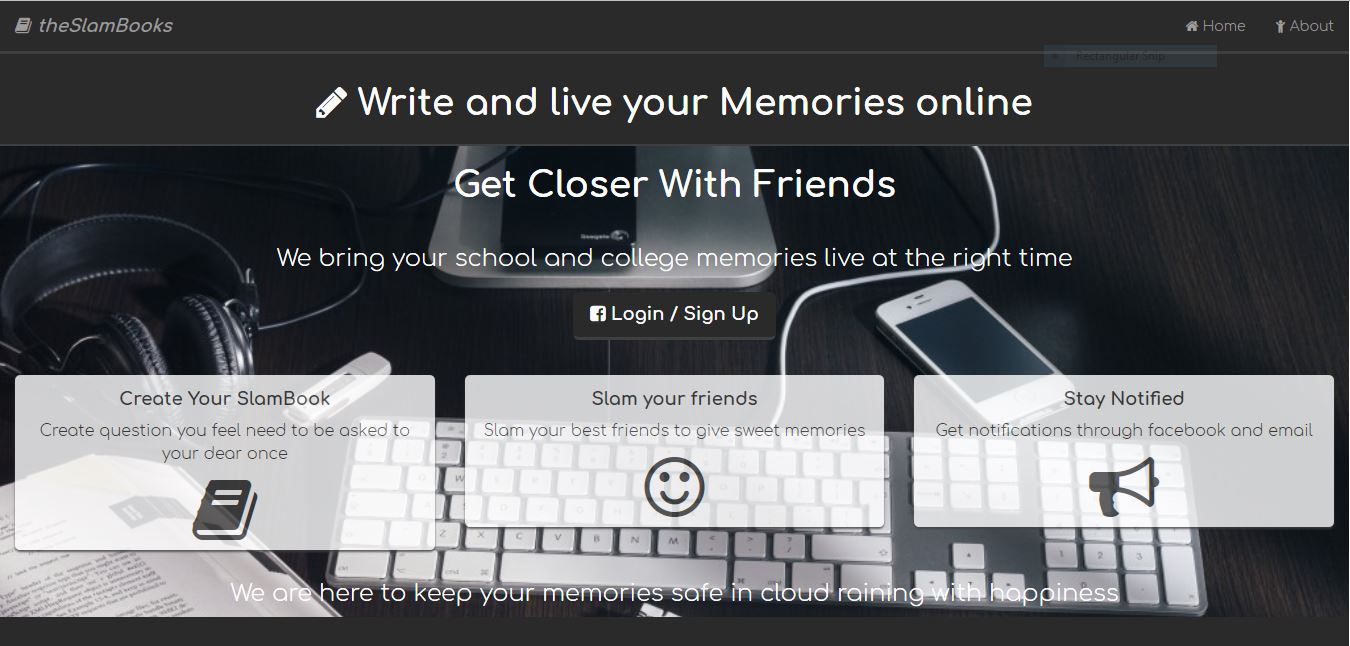 theSlamBooks
Home
About
Rectangular Snip
Write and live your Memories online
Get Closer With Friends
Seagate
We bring your school and college memories live at the right time
Login / Sign Up
Create Your SlamBook
Create question you feel need to be asked to
your dear once
Slam your friends
Slam your best friends to give sweet memories
Stay Notified
Get notifications through facebook and email
Z X C V B N M < > ? /
1 2 3
We are here to keep your memories safe in cloud raining with happiness